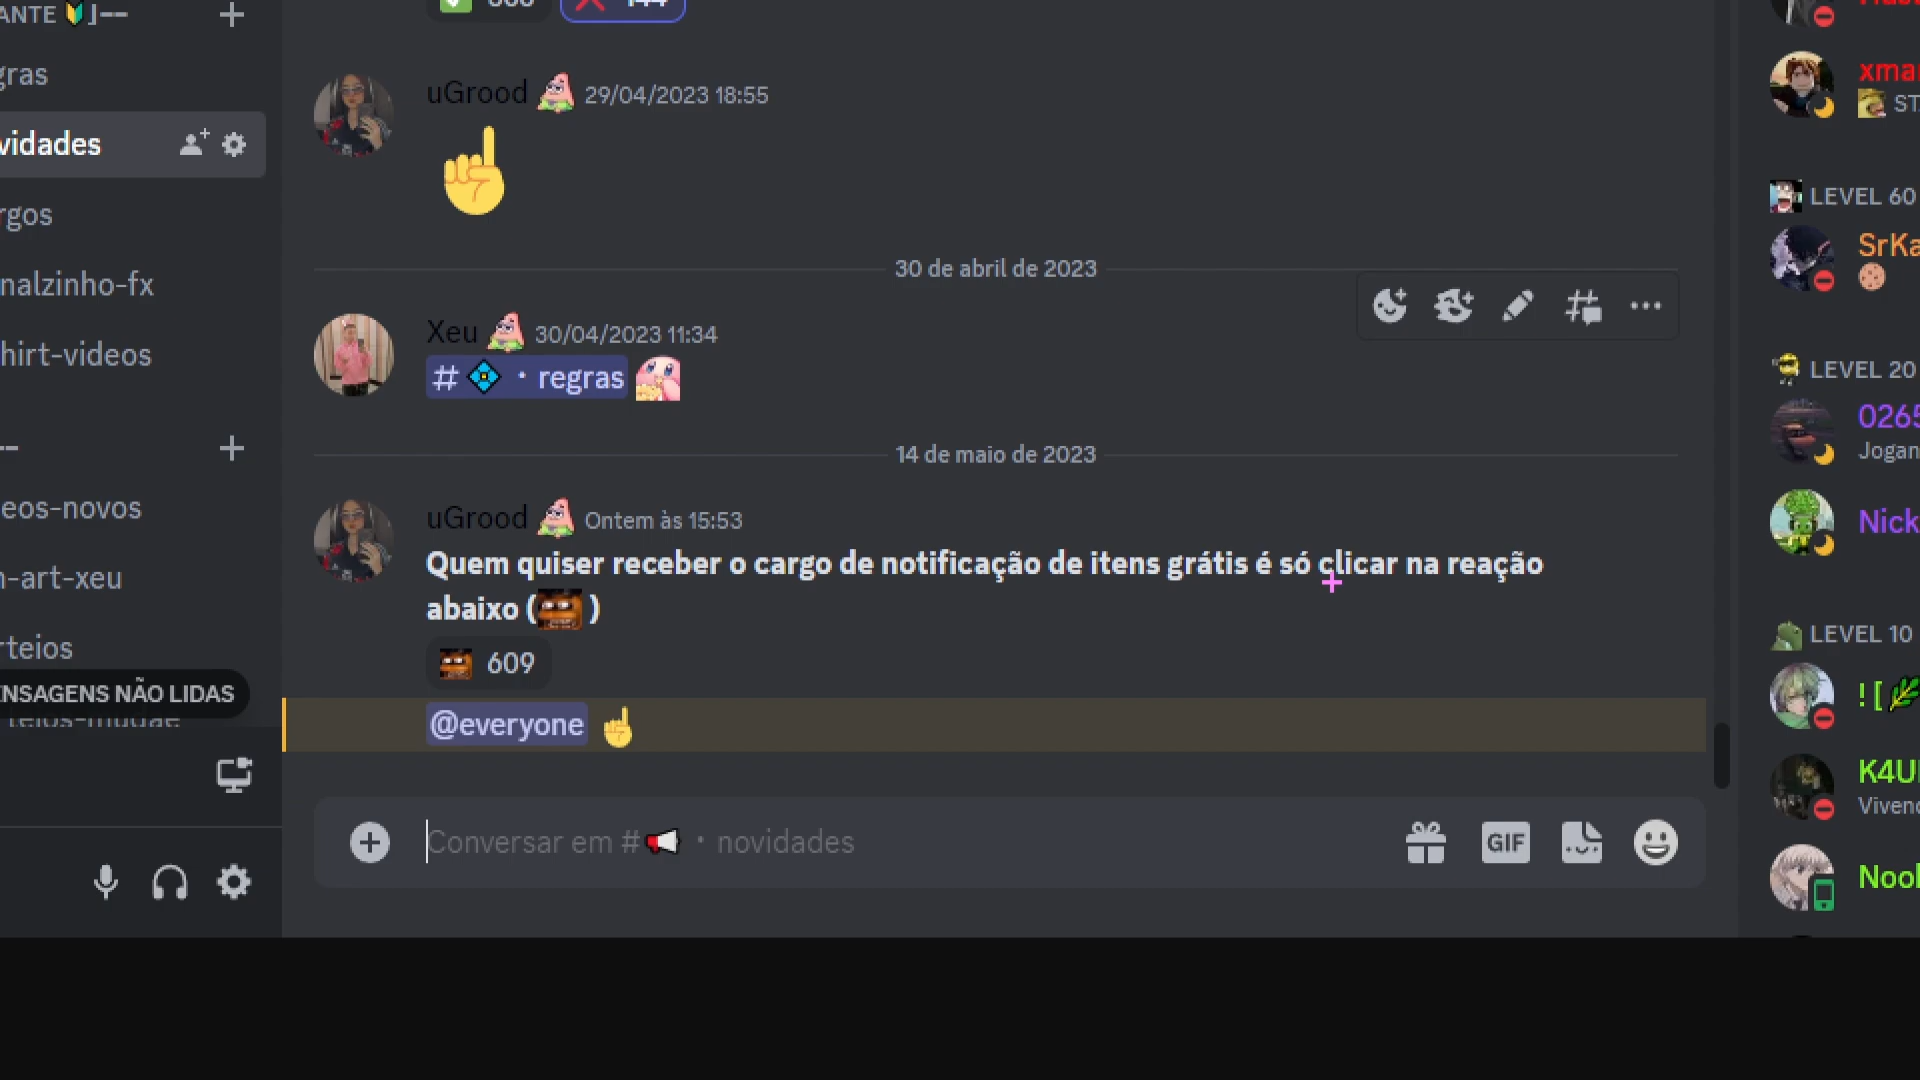 ANTE
gras
vidades
rgos
nalzinho-fx
hirt-videos
eos-novos
n-art-xeu
rteios
ENSAGENS NÃO LIDAS
uGrood 29/04/2023 18:55
30 de abril de 2023
Xeu 30/04/2023 11:34
# · regras
14 de maio de 2023
uGrood Ontem às 15:53
Quem quiser receber o cargo de notificação de itens grátis é só clicar na reação
abaixo ( )
609
@everyone
Conversar em # · novidades
GIF
xma
ST
LEVEL 60
SrKa
LEVEL 20
0265
Jogan
Nick
LEVEL 10
! [
K4U
Vivend
Nool